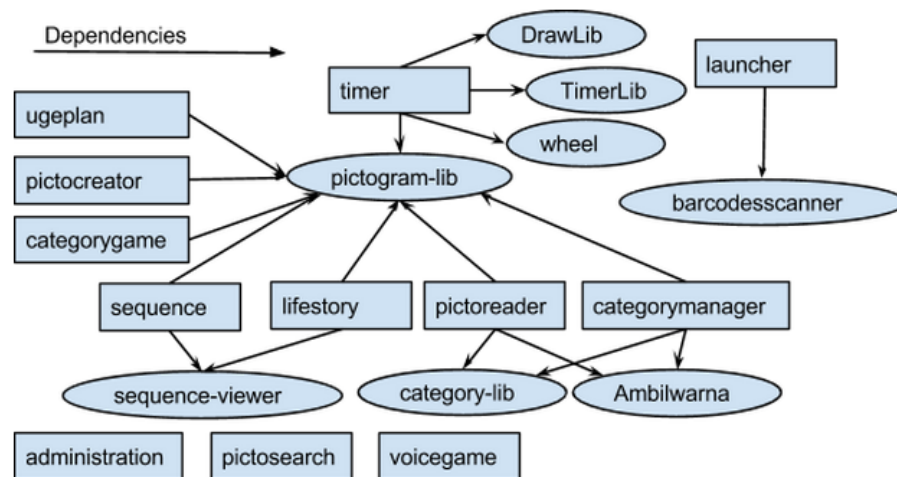 Dependencies
DrawLib
launcher
timer
TimerLib
ugeplan
wheel
pictogram-lib
pictocreator
barcodesscanner
categorygame
sequence
lifestory
pictoreader
categorymanager
sequence-viewer
category-lib
Ambilwarna
administration
pictosearch
voicegame